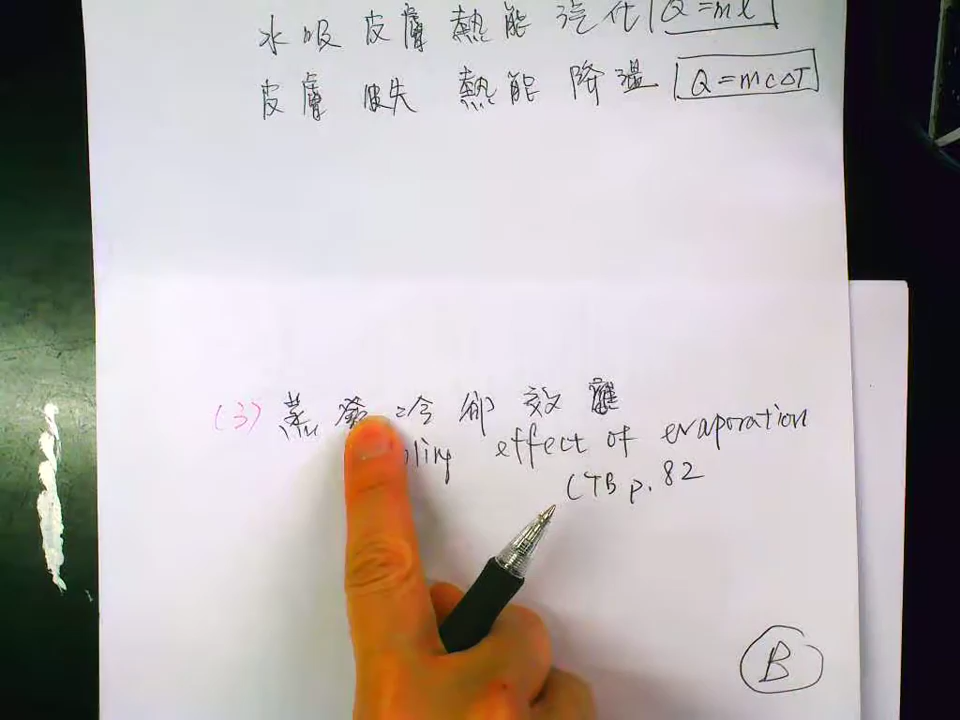 水吸皮膚熱能汽化 Q=ml
皮膚 失熱能降溫 Q=mcΔT
(3) 蒸發冷卻效應
effect of evaporation
(TB p.82
B